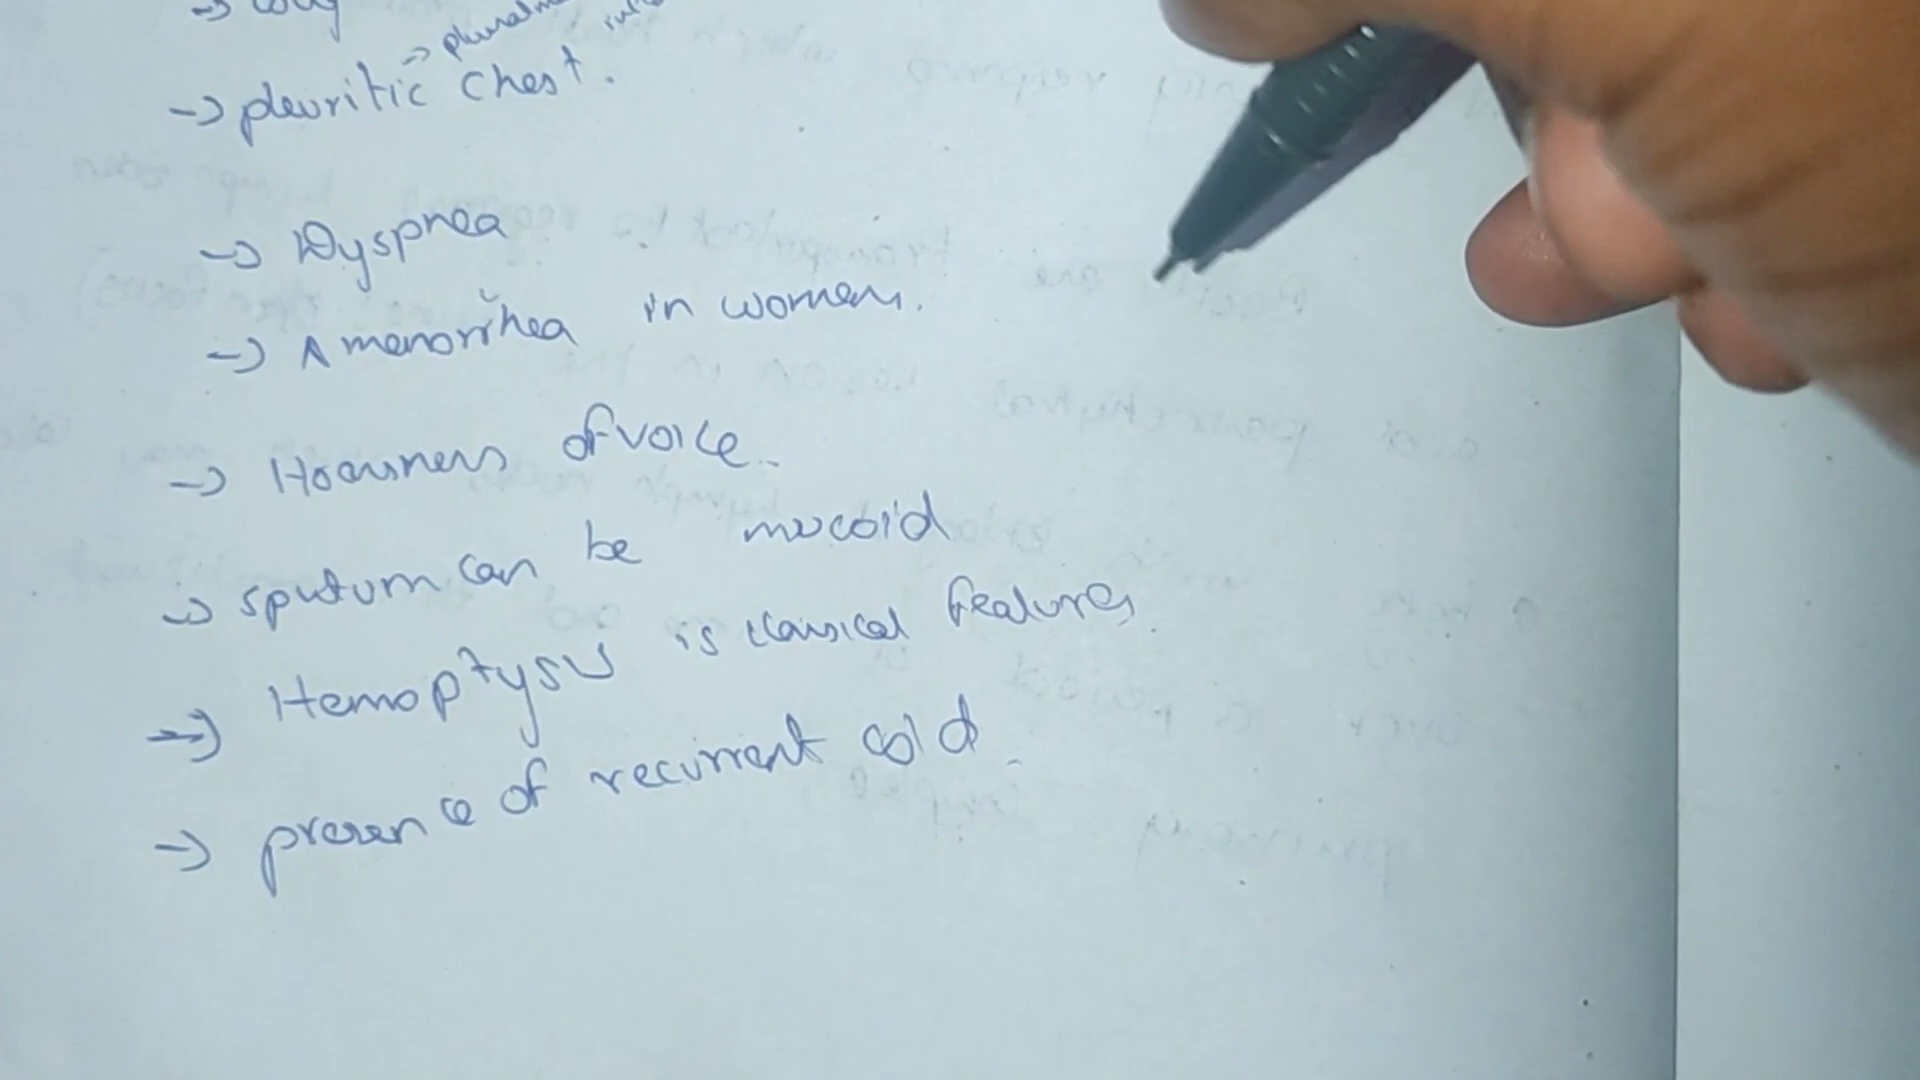 -> pleuritic chest.
-> Dyspnea
-> Amenorrhea in women.
-> Hoarsness of voice.
-> sputum can be mucoid
-> Hemoptysis is classical features.
-> presence of recurrent cold.